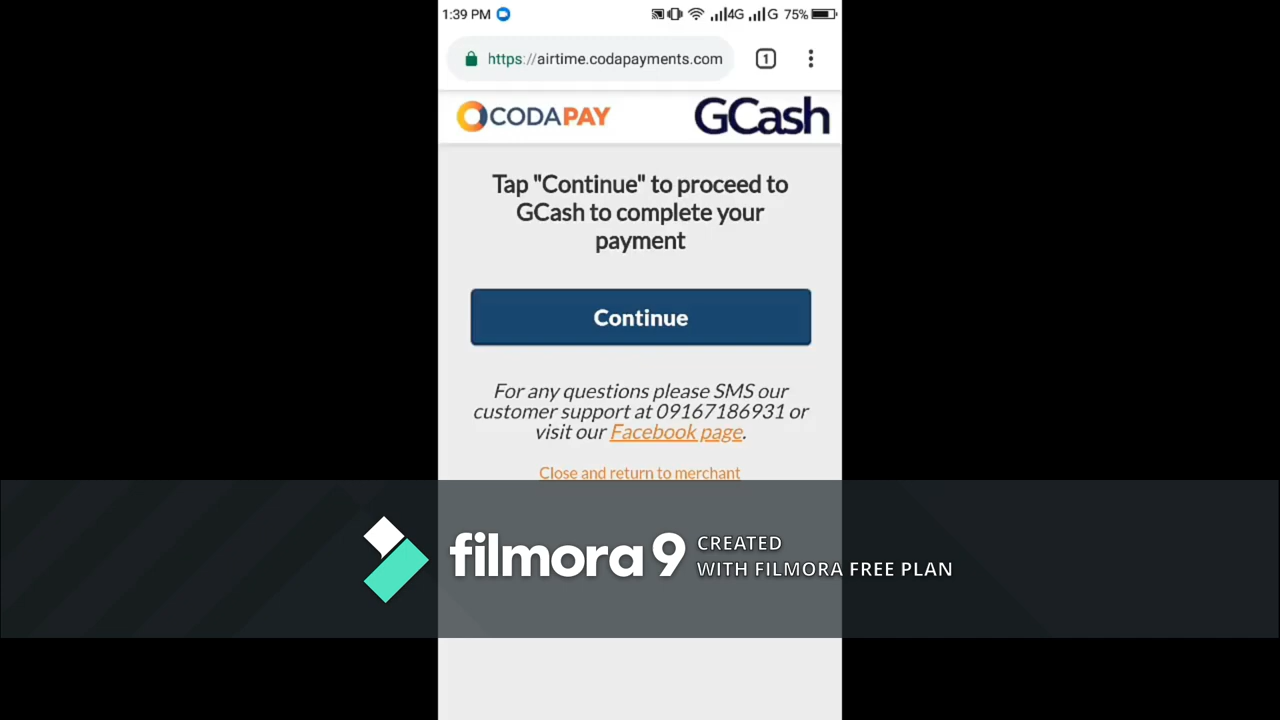 1:39 PM 4G G 75%
https://airtime.codapayments.com 1
CODAPAY GCash
Tap "Continue" to proceed to
GCash to complete your
payment
Continue
For any questions please SMS our
customer support at 09167186931 or
visit our Facebook page.
Close and return to merchant
filmora 9 CREATED
WITH FILMORA FREE PLAN